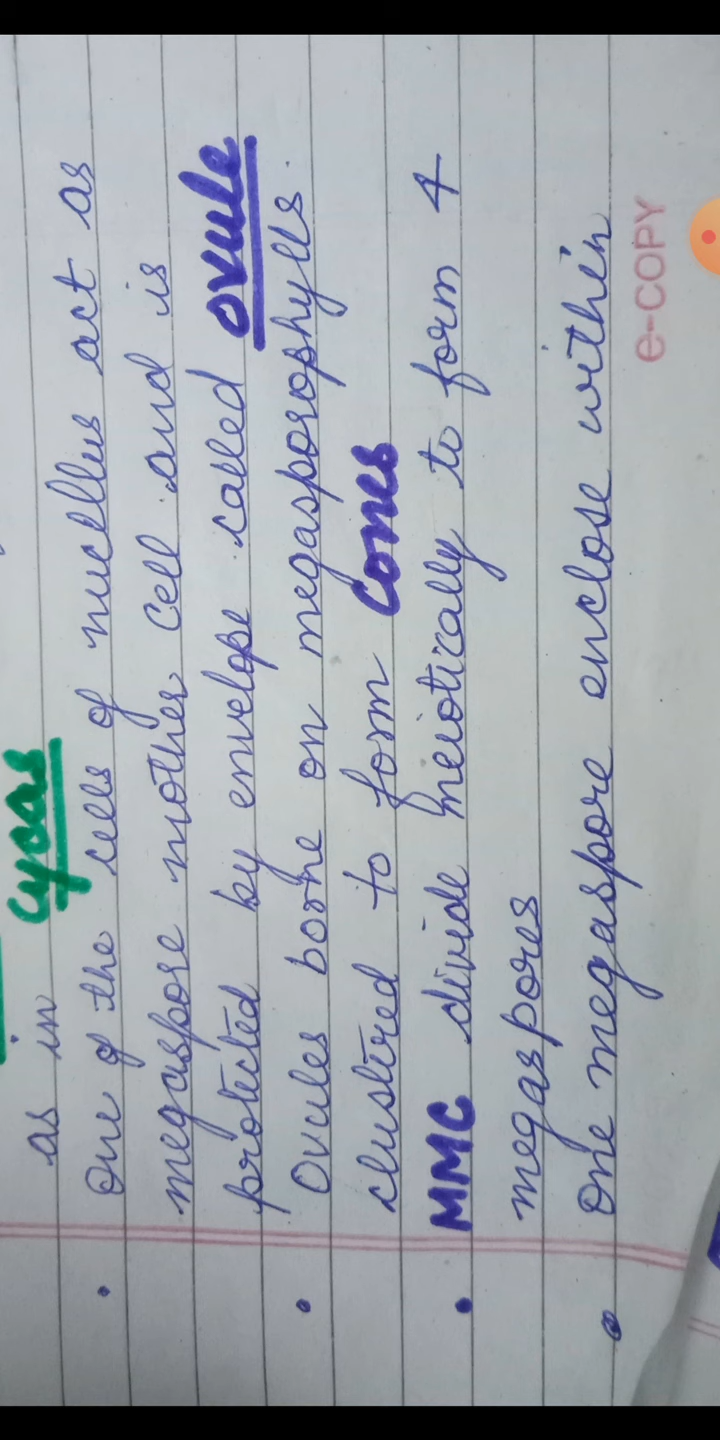 as in cycas
• one of the cells of nucellus act as
megaspore mother cell and is
protected by envelope called ovule
• Ovules borne on megasporophylls.
clustered to form cones
• MMC divide meiotically to form 4
megaspores
• One megaspore enclose within
e-COPY